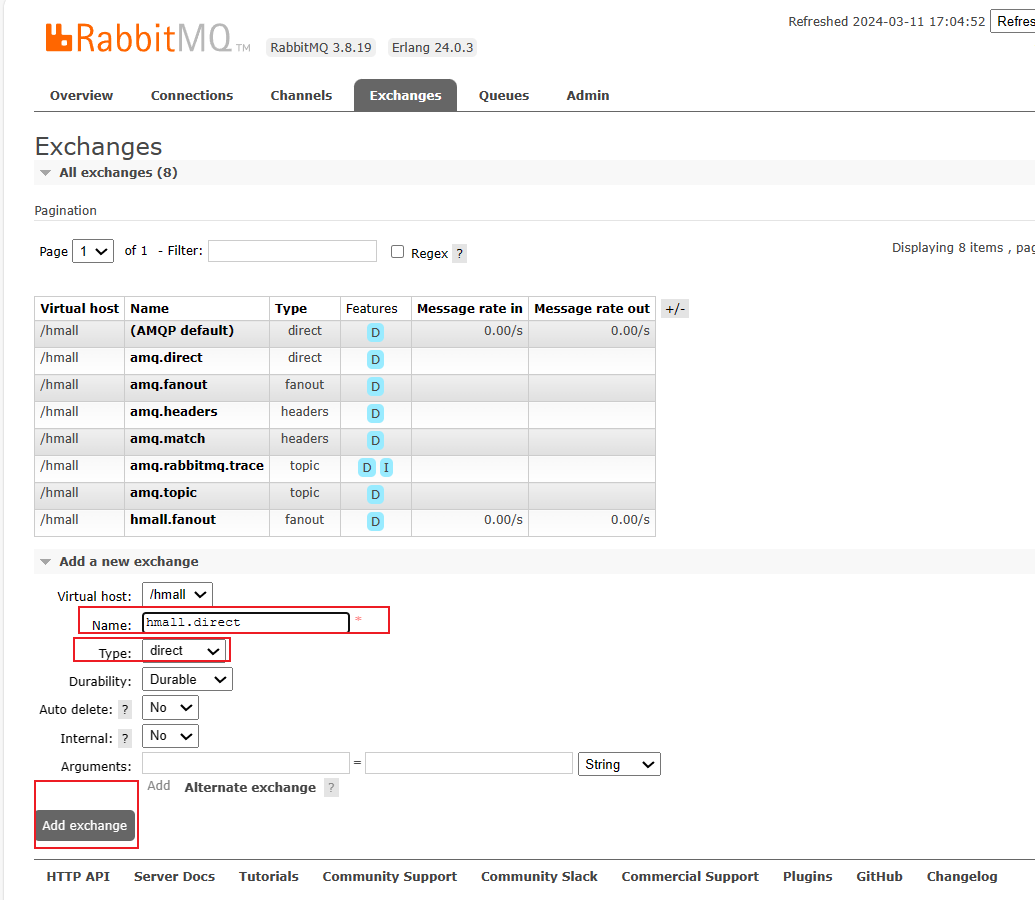 Refreshed 2024-03-11 17:04:52 Refres
RabbitMQ TM RabbitMQ 3.8.19 Erlang 24.0.3
Overview Connections Channels Exchanges Queues Admin
Exchanges
All exchanges (8)
Pagination
Page 1 of 1 - Filter: Regex ? Displaying 8 items , pag
Virtual host Name Type Features Message rate in Message rate out +/-
/hmall (AMQP default) direct D 0.00/s 0.00/s
/hmall amq.direct direct D
/hmall amq.fanout fanout D
/hmall amq.headers headers D
/hmall amq.match headers D
/hmall amq.rabbitmq.trace topic D I
/hmall amq.topic topic D
/hmall hmall.fanout fanout D 0.00/s 0.00/s
Add a new exchange
Virtual host: /hmall
Name: hmall.direct *
Type: direct
Durability: Durable
Auto delete: ? No
Internal: ? No
Arguments: = String
Add Alternate exchange ?
Add exchange
HTTP API Server Docs Tutorials Community Support Community Slack Commercial Support Plugins GitHub Changelog